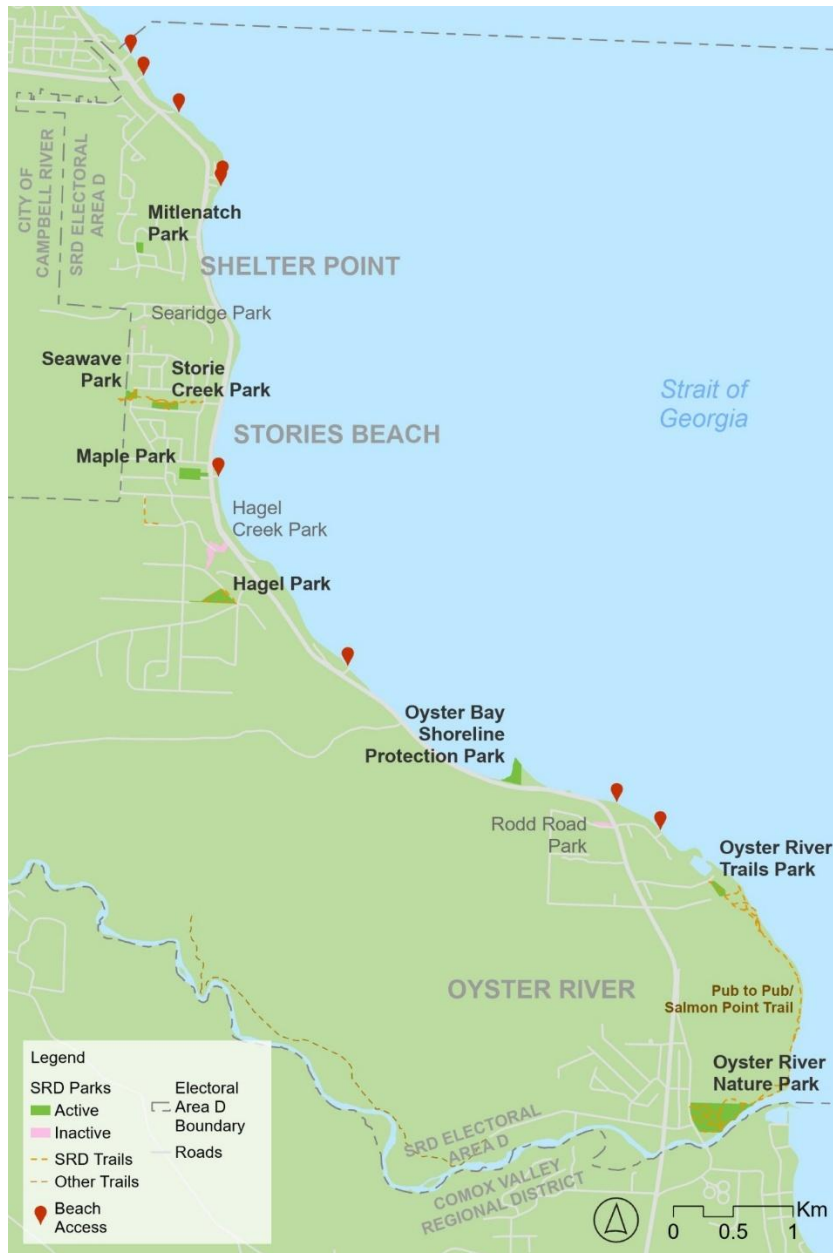 CITY OF
CAMPBELL RIVER
SRD ELECTORAL
AREA D
Mitlenatch
Park
SHELTER POINT
Searidge Park
Seawave
Park
Storie
Creek Park
Strait of
Georgia
STORIES BEACH
Maple Park
Hagel
Creek Park
Hagel Park
Oyster Bay
Shoreline
Protection Park
Rodd Road
Park
Oyster River
Trails Park
OYSTER RIVER
Pub to Pub/
Salmon Point Trail
Oyster River
Nature Park
SRD ELECTORAL
AREA D
COMOX VALLEY
REGIONAL DISTRICT
Legend
SRD Parks
Active
Inactive
SRD Trails
Other Trails
Beach
Access
Electoral
Area D
Boundary
Roads
Km
0 0.5 1